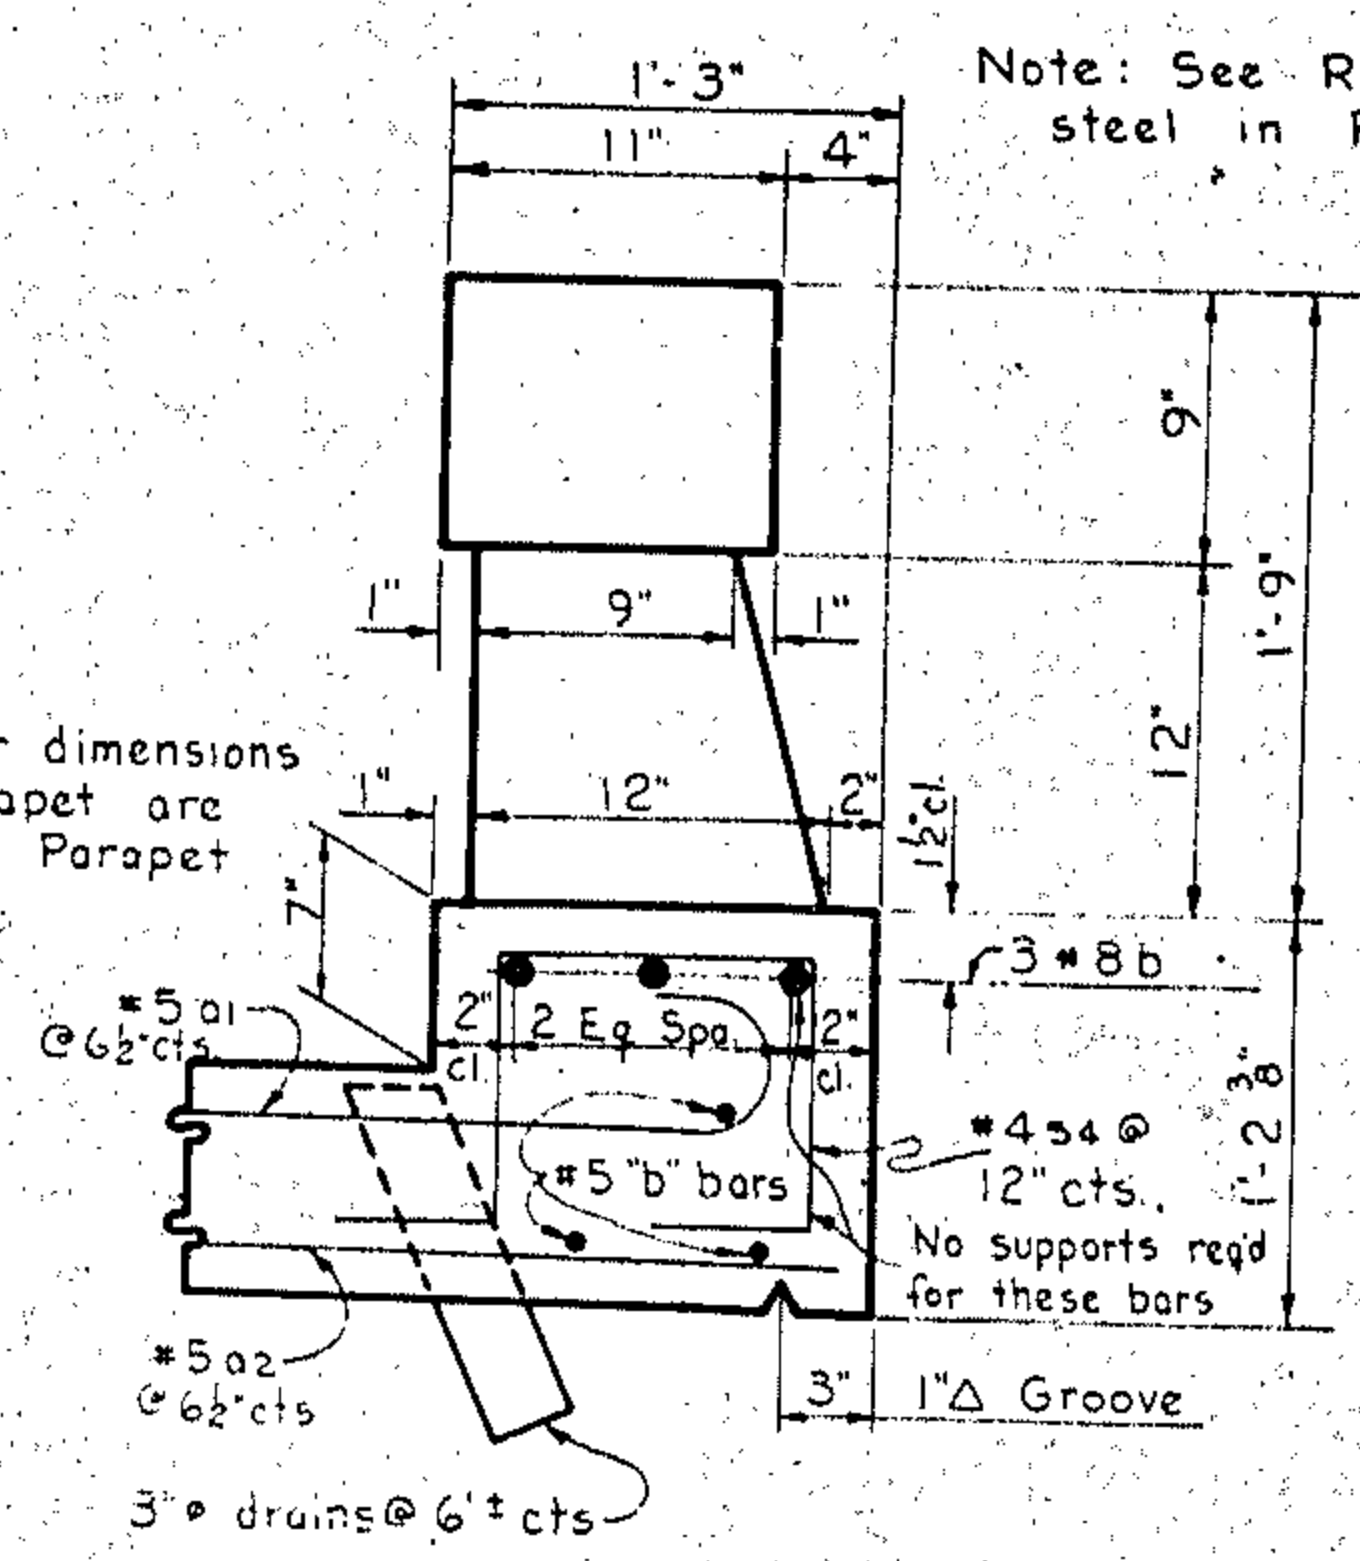 Note: See R
steel in
1'-3"
11"
4"
9"
1'-9"
1"
9"
1"
12"
dimensions
apet are
Parapet
1"
12"
2"
1½" cl.
7"
3 #8 b
#5 a1
@ 6½" cts
2" cl
2 Eq Spa.
2" cl.
#4 s4 @
12" cts.
1'-2 3/8"
#5 "b" bars
No supports req'd
for these bars
#5 a2
@ 6½" cts
3"
1"△ Groove
3"ø drains @ 6'± cts